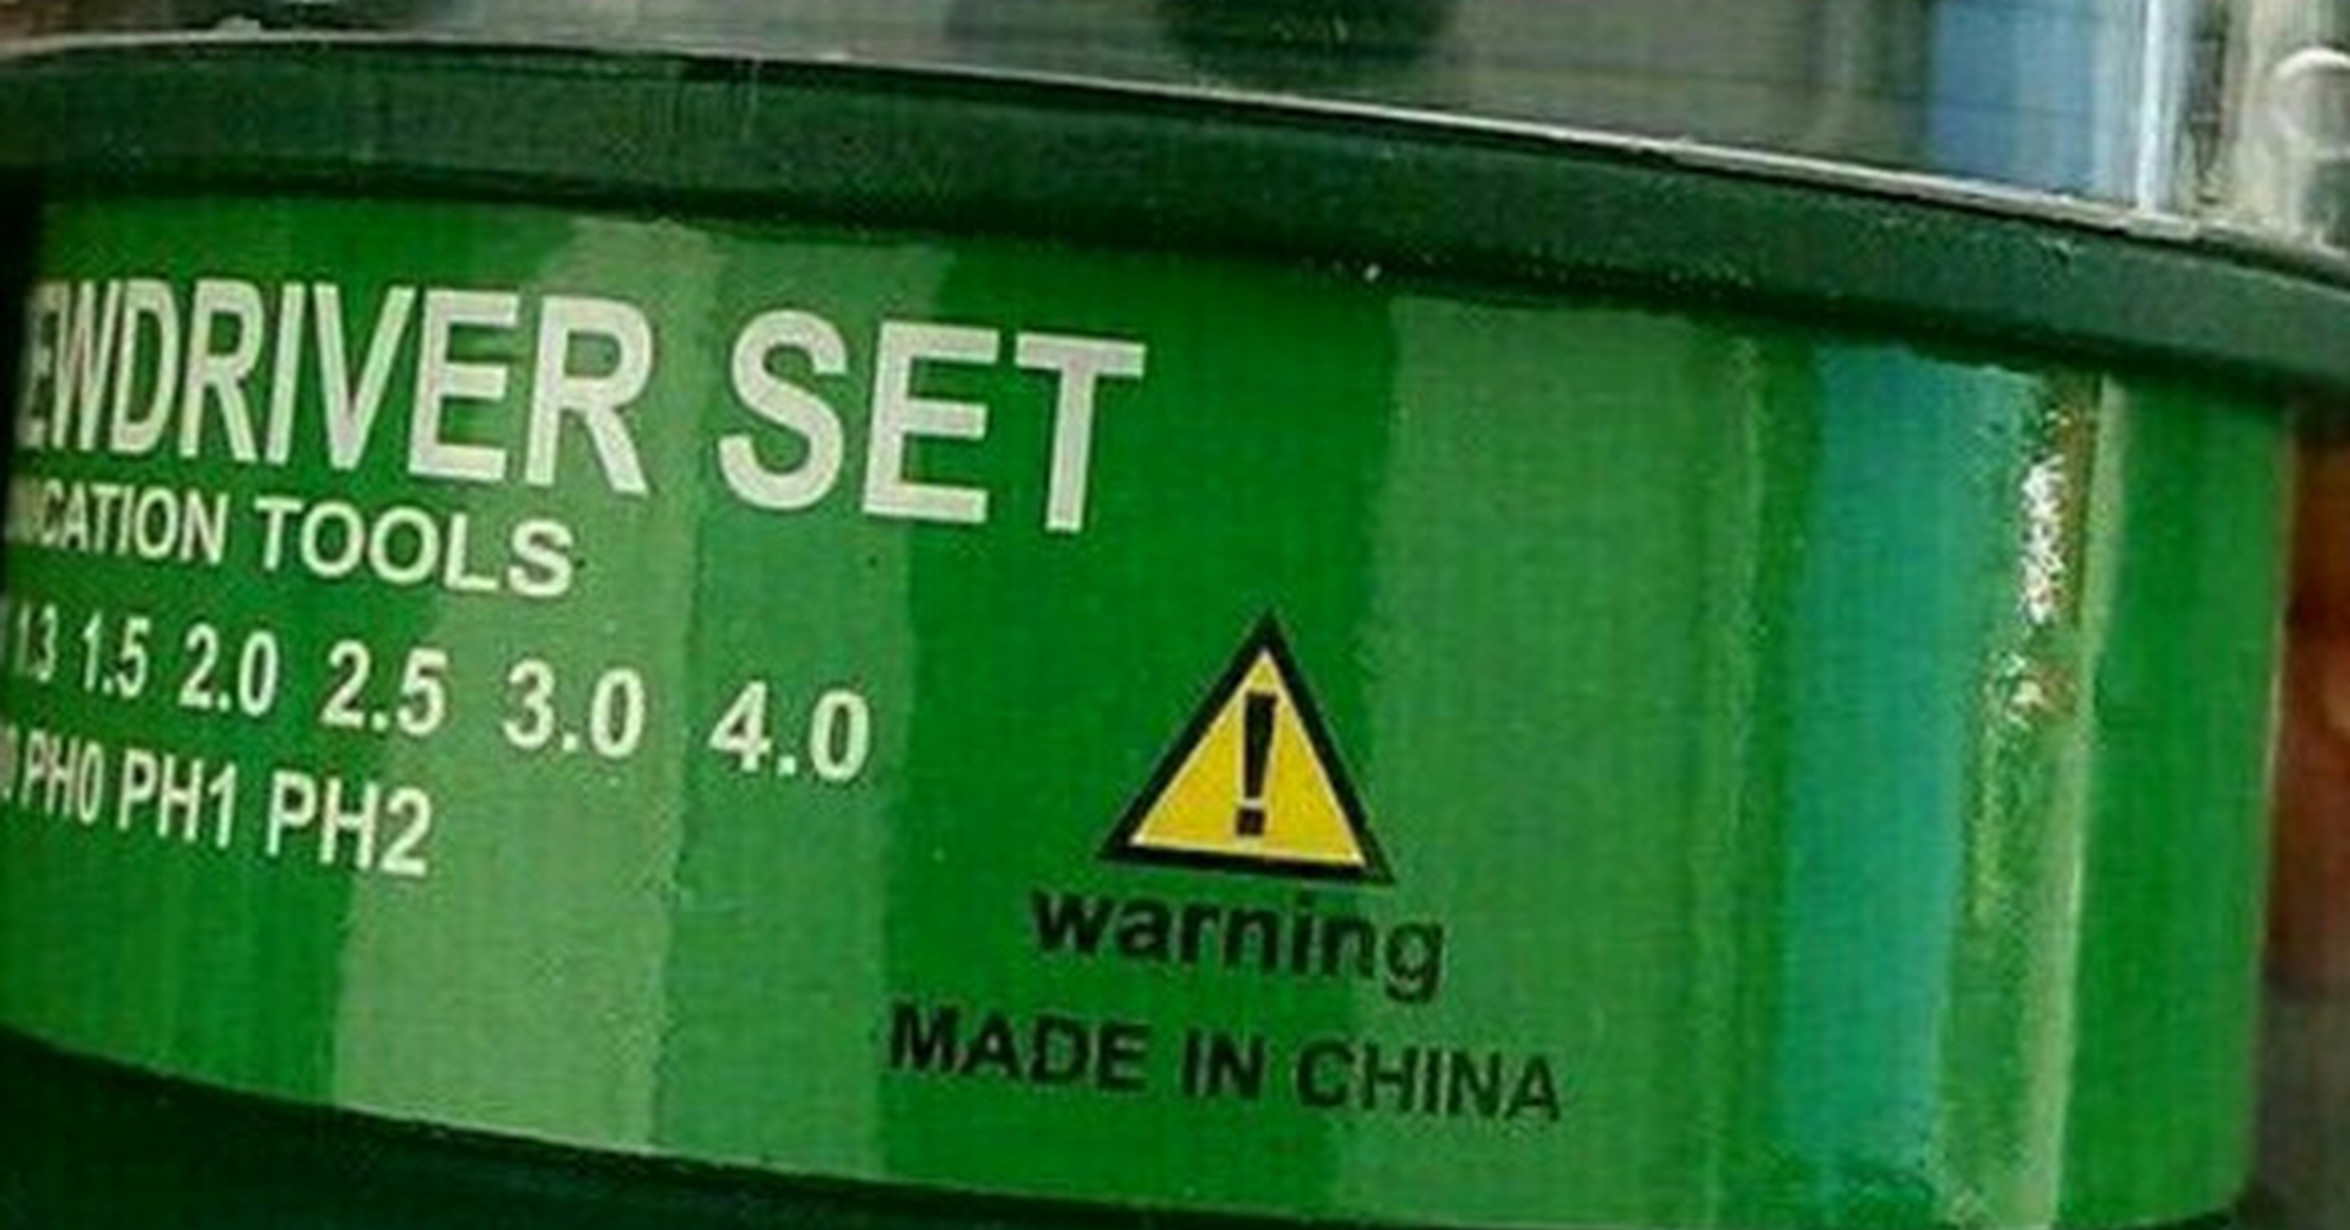 EWDRIVER SET
ICATION TOOLS
1.3 1.5 2.0 2.5 3.0 4.0
PH0 PH1 PH2
!
warning
MADE IN CHINA